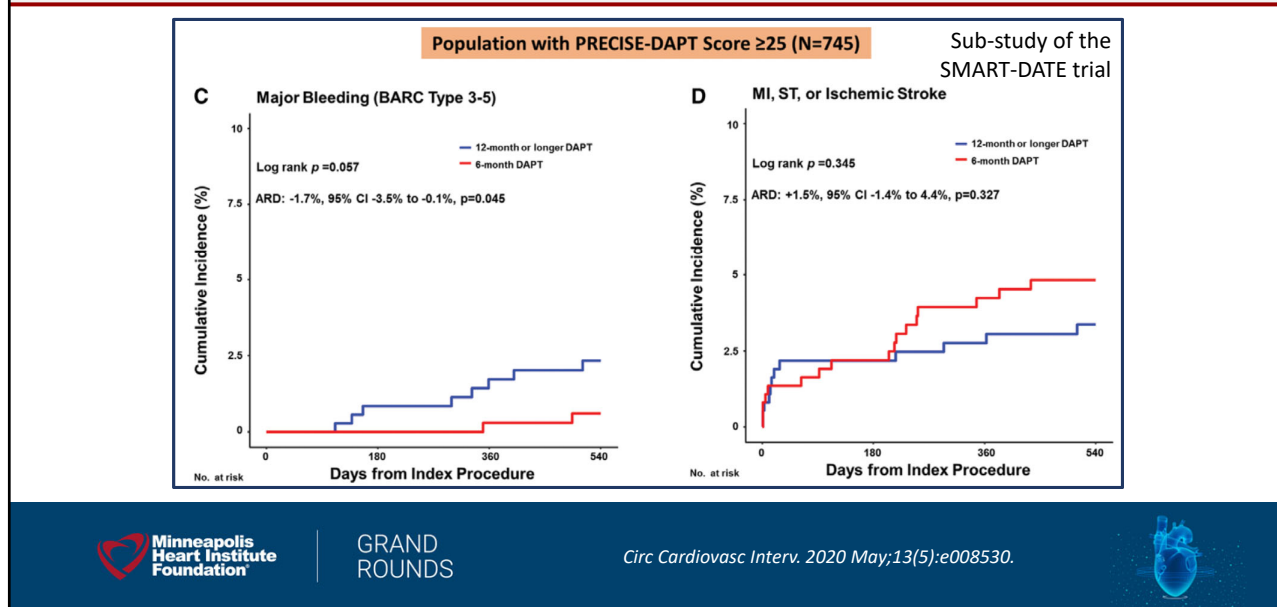 Population with PRECISE-DAPT Score ≥25 (N=745)
Sub-study of the
SMART-DATE trial
C Major Bleeding (BARC Type 3-5)
10
7.5
5
2.5
0
Cumulative Incidence (%)
12-month or longer DAPT
6-month DAPT
Log rank p =0.057
ARD: -1.7%, 95% CI -3.5% to -0.1%, p=0.045
0 180 360 540
No. at risk
Days from Index Procedure
D MI, ST, or Ischemic Stroke
10
7.5
5
2.5
0
Cumulative Incidence (%)
12-month or longer DAPT
6-month DAPT
Log rank p =0.345
ARD: +1.5%, 95% CI -1.4% to 4.4%, p=0.327
0 180 360 540
No. at risk
Days from Index Procedure
Minneapolis
Heart Institute
Foundation®
GRAND
ROUNDS
Circ Cardiovasc Interv. 2020 May;13(5):e008530.